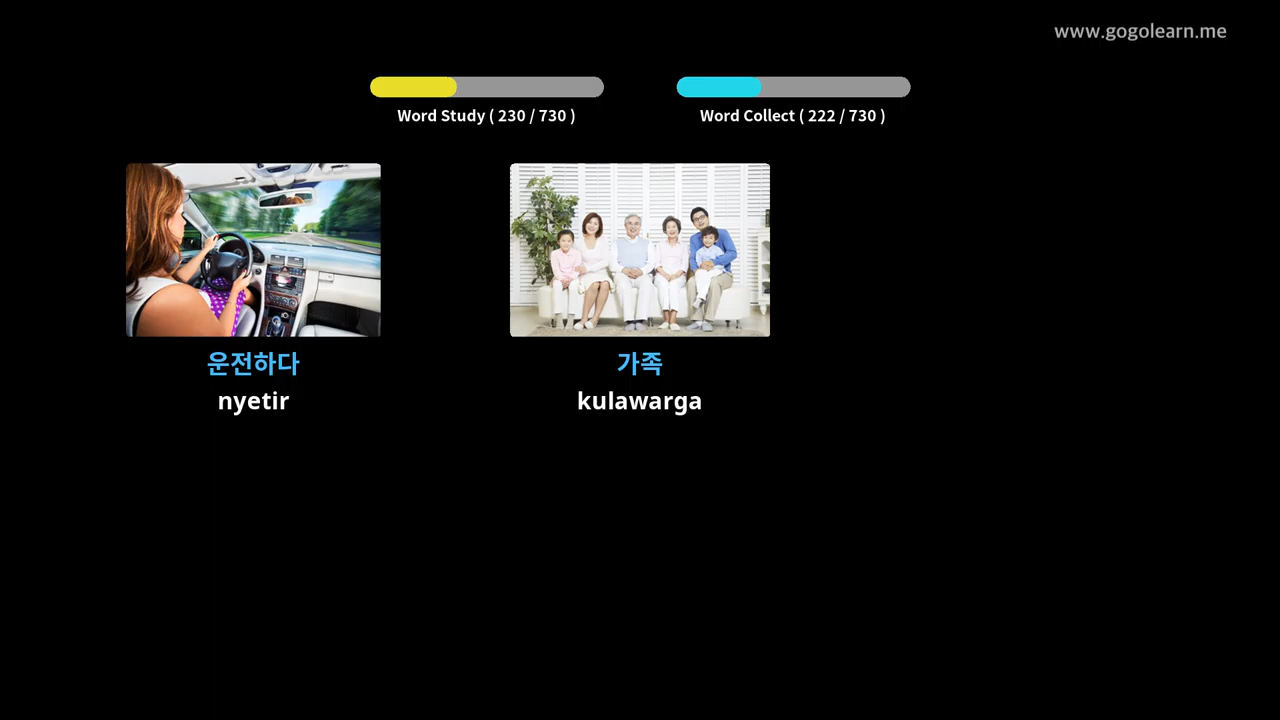 www.gogolearn.me
Word Study ( 230 / 730 )
Word Collect ( 222 / 730 )
운전하다
nyetir
가족
kulawarga